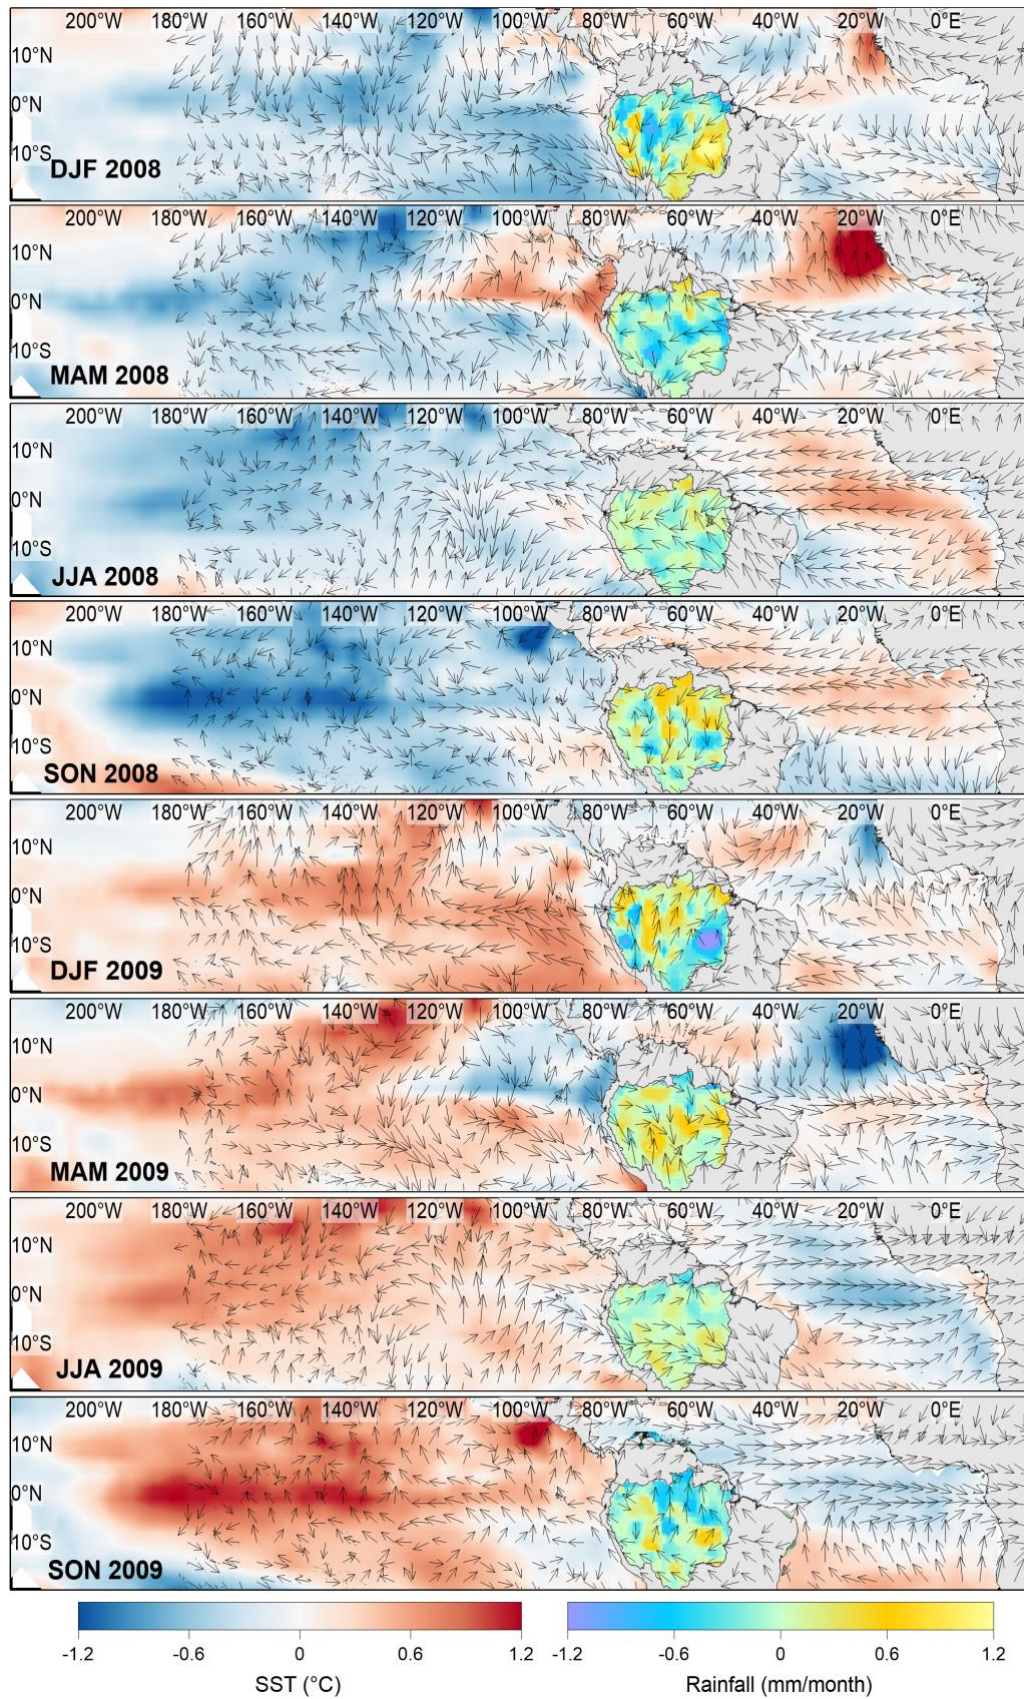 200°W 180°W 160°W 140°W 120°W 100°W 80°W 60°W 40°W 20°W 0°E
10°N
0°N
10°S
DJF 2008
200°W 180°W 160°W 140°W 120°W 100°W 80°W 60°W 40°W 20°W 0°E
10°N
0°N
10°S
MAM 2008
200°W 180°W 160°W 140°W 120°W 100°W 80°W 60°W 40°W 20°W 0°E
10°N
0°N
10°S
JJA 2008
200°W 180°W 160°W 140°W 120°W 100°W 80°W 60°W 40°W 20°W 0°E
10°N
0°N
10°S
SON 2008
200°W 180°W 160°W 140°W 120°W 100°W 80°W 60°W 40°W 20°W 0°E
10°N
0°N
10°S
DJF 2009
200°W 180°W 160°W 140°W 120°W 100°W 80°W 60°W 40°W 20°W 0°E
10°N
0°N
10°S
MAM 2009
200°W 180°W 160°W 140°W 120°W 100°W 80°W 60°W 40°W 20°W 0°E
10°N
0°N
10°S
JJA 2009
200°W 180°W 160°W 140°W 120°W 100°W 80°W 60°W 40°W 20°W 0°E
10°N
0°N
10°S
SON 2009
-1.2 -0.6 0 0.6 1.2 -1.2 -0.6 0 0.6 1.2
SST (°C) Rainfall (mm/month)